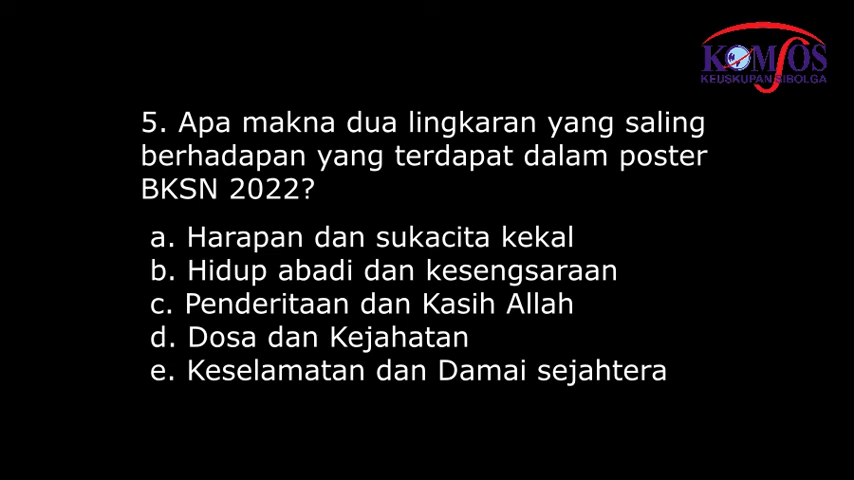 KOMSOS
KEUSKUPAN SIBOLGA
5. Apa makna dua lingkaran yang saling
berhadapan yang terdapat dalam poster
BKSN 2022?
a. Harapan dan sukacita kekal
b. Hidup abadi dan kesengsaraan
c. Penderitaan dan Kasih Allah
d. Dosa dan Kejahatan
e. Keselamatan dan Damai sejahtera